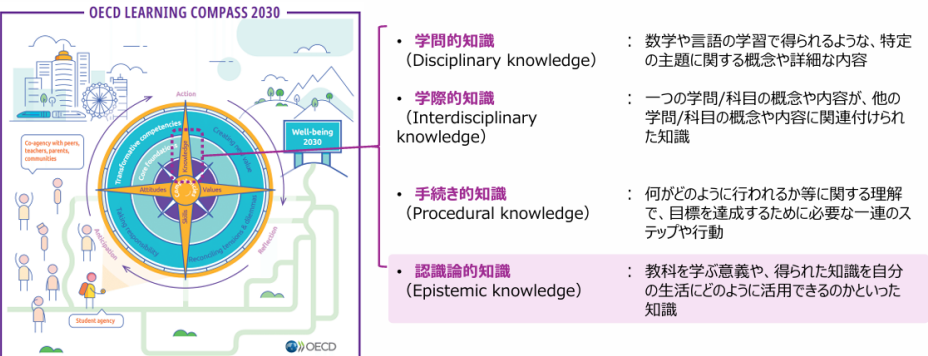 OECD LEARNING COMPASS 2030
Action
Transformative competencies
Core foundations
Creating new value
Knowledge
Well-being
2030
Co-agency with peers,
teachers, parents,
communities
Attitudes
Values
Skills
Taking responsibility
Reconciling tensions & dilemmas
Anticipation
Reflection
Student agency
OECD
• 学問的知識
(Disciplinary knowledge)
： 数学や言語の学習で得られるような、特定
の主題に関する概念や詳細な内容
• 学際的知識
(Interdisciplinary
knowledge)
： 一つの学問/科目の概念や内容が、他の
学問/科目の概念や内容に関連付けられ
た知識
• 手続き的知識
(Procedural knowledge)
： 何がどのように行われるか等に関する理解
で、目標を達成するために必要な一連のス
テップや行動
• 認識論的知識
(Epistemic knowledge)
： 教科を学ぶ意義や、得られた知識を自分
の生活にどのように活用できるのかといった
知識